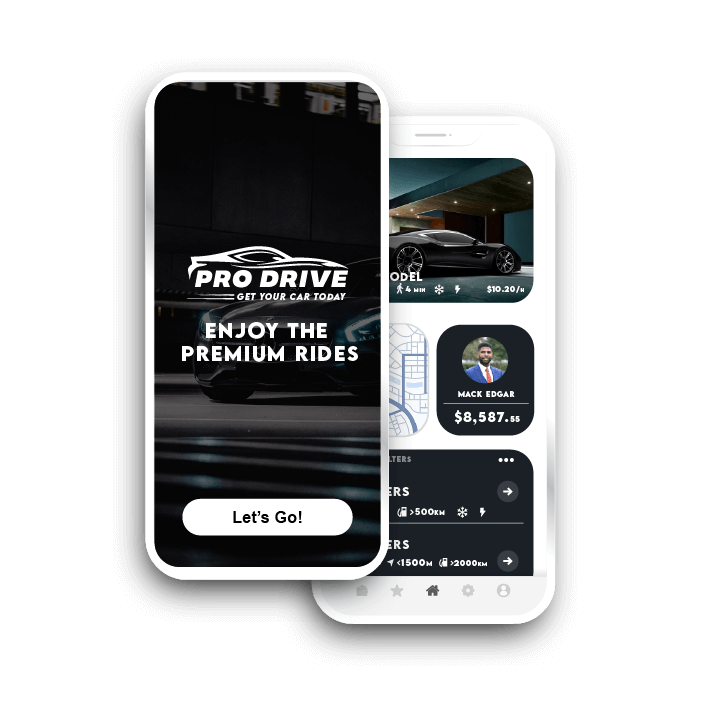 PRO DRIVE
GET YOUR CAR TODAY
ENJOY THE
PREMIUM RIDES
Let's Go!
ODEL
4 MIN $10.20/H
MACK EDGAR
$8,587.55
LTERS
ERS
>500KM
ERS
<1500M >2000KM